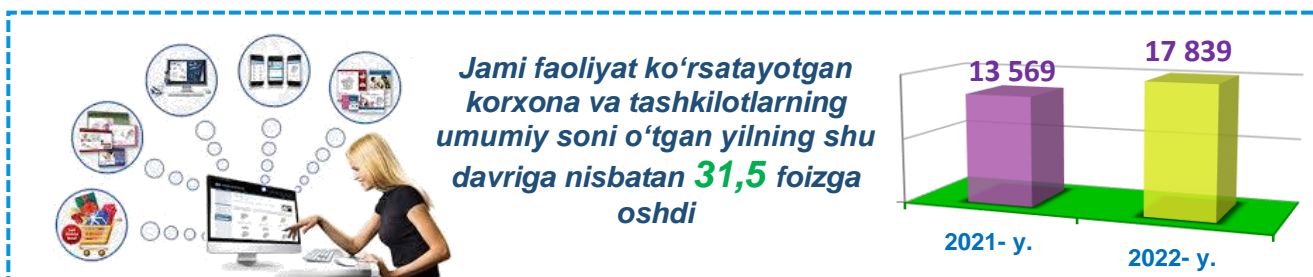 Jami faoliyat ko‘rsatayotgan
korxona va tashkilotlarning
umumiy soni o‘tgan yilning shu
davriga nisbatan 31,5 foizga
oshdi
13 569
17 839
2021- y.
2022- y.